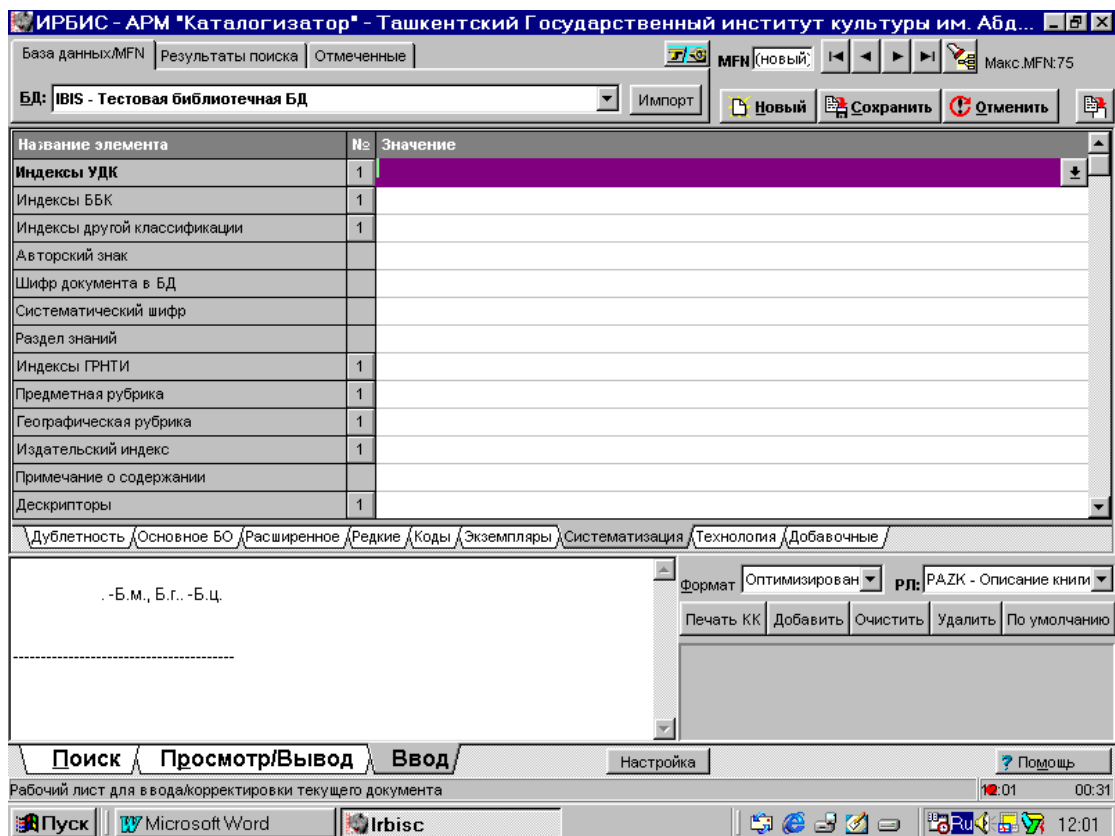 ИРБИС - АРМ "Каталогизатор" - Ташкентский Государственный институт культуры им. Абд...
База данных/MFN Результаты поиска Отмеченные MFN (новый) Макс.MFN:75
БД: IBIS - Тестовая библиотечная БД Импорт Новый Сохранить Отменить
Название элемента № Значение
Индексы УДК 1
Индексы ББК 1
Индексы другой классификации 1
Авторский знак
Шифр документа в БД
Систематический шифр
Раздел знаний
Индексы ГРНТИ 1
Предметная рубрика 1
Географическая рубрика 1
Издательский индекс 1
Примечание о содержании
Дескрипторы 1
Дублетность Основное БО Расширенное Редкие Коды Экземпляры Систематизация Технология Добавочные
Формат Оптимизирован РЛ: PAZK - Описание книги
. -Б.м., Б.г.. -Б.ц.
Печать КК Добавить Очистить Удалить По умолчанию
----------------------------------------
Поиск Просмотр/Вывод Ввод Настройка ? Помощь
Рабочий лист для ввода/корректировки текущего документа 12:01 00:31
Пуск Microsoft Word Irbisc Ru 12:01